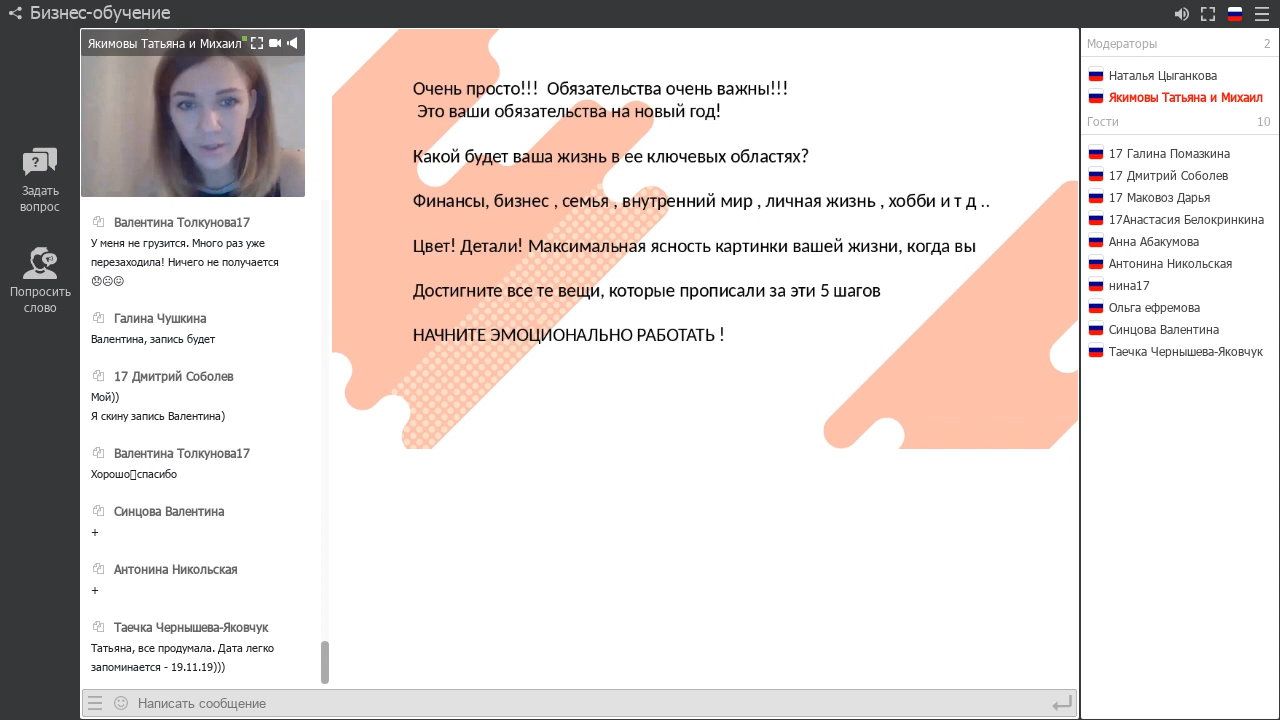 Бизнес-обучение
Задать
вопрос
Попросить
слово
Якимовы Татьяна и Михаил
Валентина Толкунова17
У меня не грузится. Много раз уже
перезаходила! Ничего не получается
Галина Чушкина
Валентина, запись будет
17 Дмитрий Соболев
Мой))
Я скину запись Валентина)
Валентина Толкунова17
Хорошо спасибо
Синцова Валентина
+
Антонина Никольская
+
Таечка Чернышева-Яковчук
Татьяна, все продумала. Дата легко
запоминается - 19.11.19)))
Написать сообщение
Очень просто!!!  Обязательства очень важны!!!
Это ваши обязательства на новый год!
Какой будет ваша жизнь в ее ключевых областях?
Финансы, бизнес , семья , внутренний мир , личная жизнь , хобби и т д ..
Цвет! Детали! Максимальная ясность картинки вашей жизни, когда вы
Достигните все те вещи, которые прописали за эти 5 шагов
НАЧНИТЕ ЭМОЦИОНАЛЬНО РАБОТАТЬ !
Модераторы 2
Наталья Цыганкова
Якимовы Татьяна и Михаил
Гости 10
17 Галина Помазкина
17 Дмитрий Соболев
17 Маковоз Дарья
17Анастасия Белокринкина
Анна Абакумова
Антонина Никольская
нина17
Ольга ефремова
Синцова Валентина
Таечка Чернышева-Яковчук